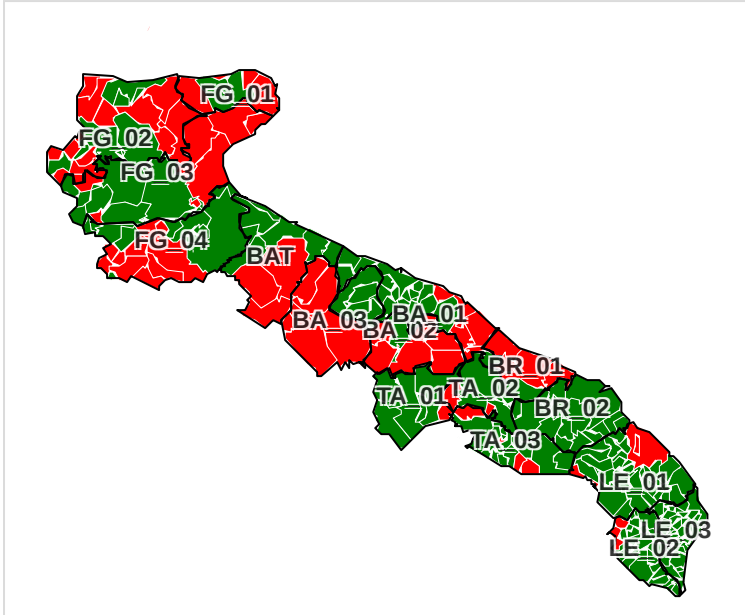 FG_01
FG_02
FG_03
FG_04
BAT
BA_01
BA_03
BA_02
BR_01
TA_02
TA_01
BR_02
TA_03
LE_01
LE_03
LE_02